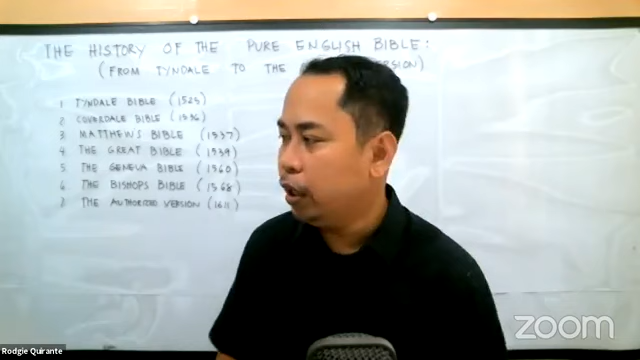 THE HISTORY OF THE PURE ENGLISH BIBLE:
(FROM TYNDALE TO THE
1 TYNDALE BIBLE (1525)
2 COVERDALE BIBLE (1536)
3 MATTHEW'S BIBLE (1537)
4 THE GREAT BIBLE (1539)
5 THE GENEVA BIBLE (1560)
6 THE BISHOPS BIBLE (1568)
7 THE AUTHORIZED VERSION (1611)
zoom
Rodgie Quirante